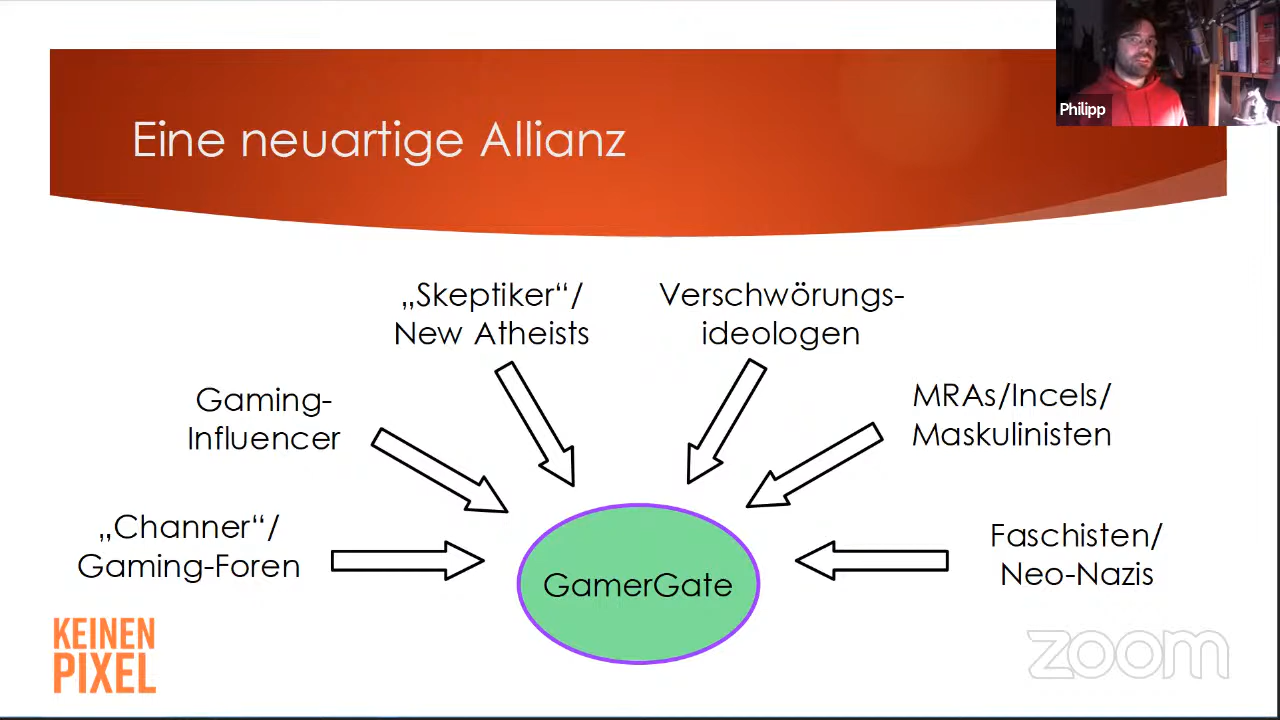 Philipp
Eine neuartige Allianz
„Skeptiker“/
New Atheists
Verschwörungs-
ideologen
Gaming-
Influencer
MRAs/Incels/
Maskulinisten
„Channer“/
Gaming-Foren
Faschisten/
Neo-Nazis
GamerGate
KEINEN
PIXEL
zoom